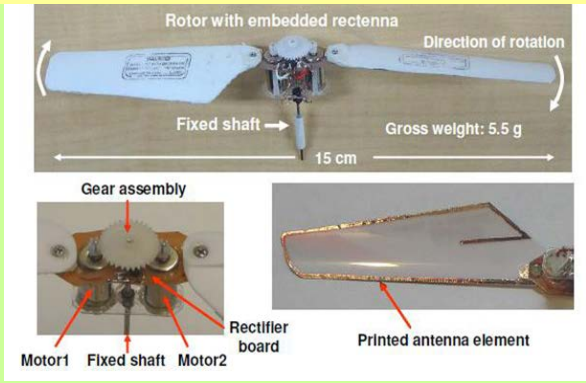 Rotor with embedded rectenna
Direction of rotation
Fixed shaft
Gross weight: 5.5 g
15 cm
Gear assembly
Rectifier
board
Motor1
Fixed shaft
Motor2
Printed antenna element